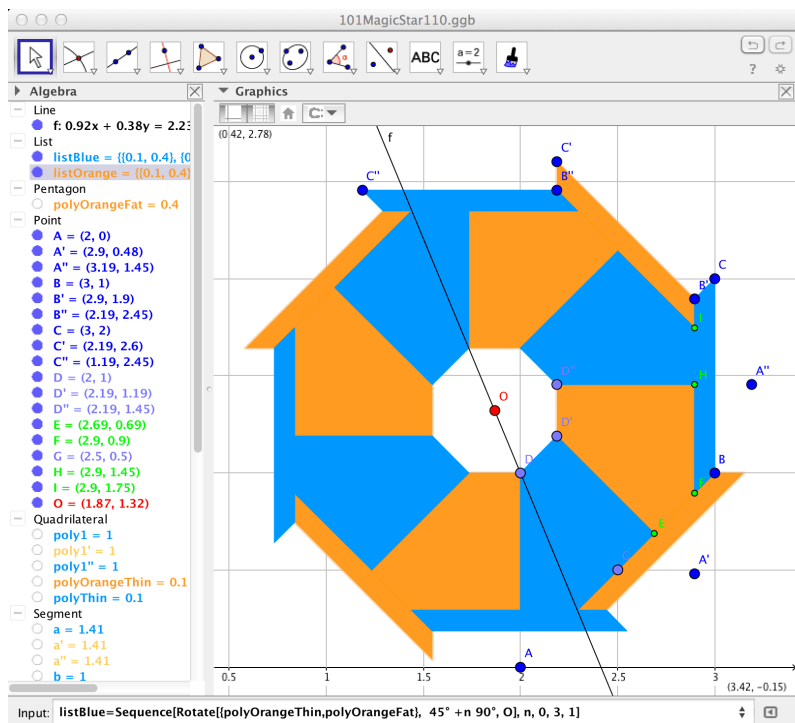 101MagicStar110.ggb
ABC
a=2
?
Algebra
Graphics
Line
f: 0.92x + 0.38y = 2.23
List
listBlue = {{0.1, 0.4}, {0
listOrange = {{0.1, 0.4}
Pentagon
polyOrangeFat = 0.4
Point
A = (2, 0)
A' = (2.9, 0.48)
A'' = (3.19, 1.45)
B = (3, 1)
B' = (2.9, 1.9)
B'' = (2.19, 2.45)
C = (3, 2)
C' = (2.19, 2.6)
C'' = (1.19, 2.45)
D = (2, 1)
D' = (2.19, 1.19)
D'' = (2.19, 1.45)
E = (2.69, 0.69)
F = (2.9, 0.9)
G = (2.5, 0.5)
H = (2.9, 1.45)
I = (2.9, 1.75)
O = (1.87, 1.32)
Quadrilateral
poly1 = 1
poly1' = 1
poly1'' = 1
polyOrangeThin = 0.1
polyThin = 0.1
Segment
a = 1.41
a' = 1.41
a'' = 1.41
b = 1
(0.42, 2.78)
f
C'
C''
B''
C
B'
I
D''
H
A''
O
D'
D
B
F
E
G
A'
A
0.5
1
1.5
2
2.5
3
(3.42, -0.15)
Input:
listBlue=Sequence[Rotate[{polyOrangeThin,polyOrangeFat}, 45° +n 90°, O], n, 0, 3, 1]